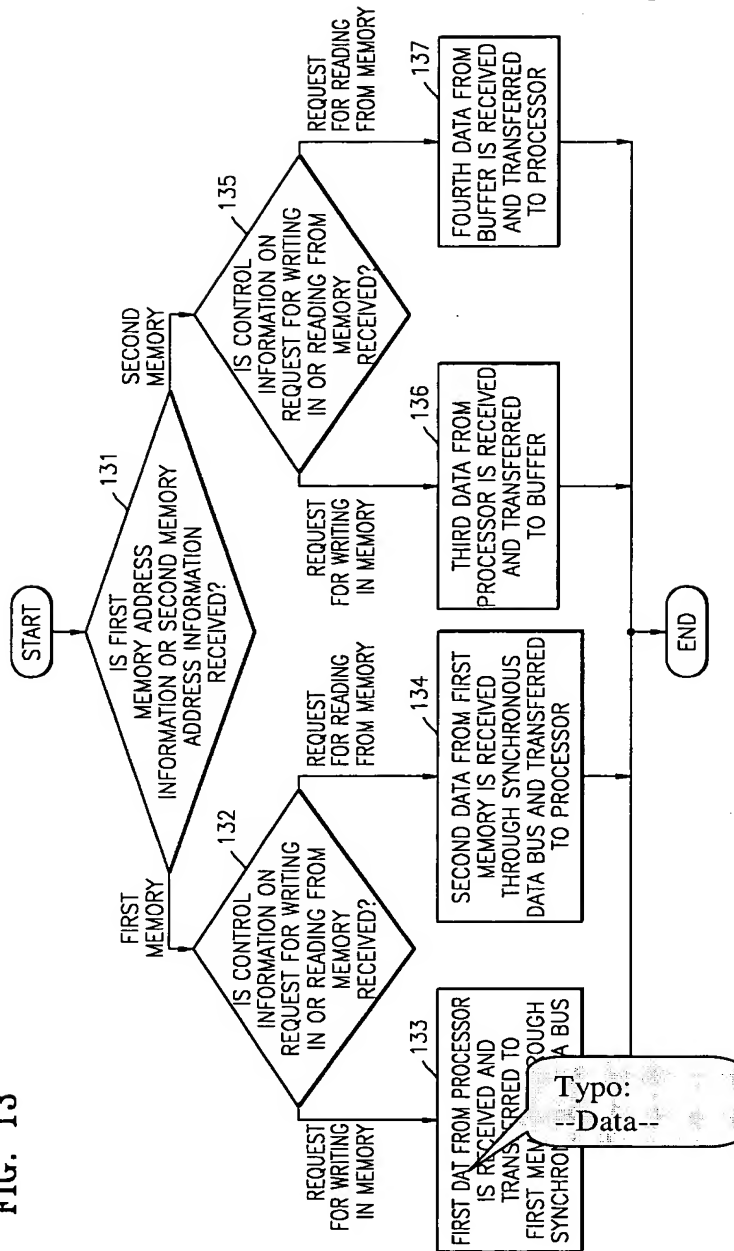 FIG. 13
START
131
IS FIRST
MEMORY ADDRESS
INFORMATION OR SECOND MEMORY
ADDRESS INFORMATION
RECEIVED?
FIRST
MEMORY
SECOND
MEMORY
132
IS CONTROL
INFORMATION ON
REQUEST FOR WRITING
IN OR READING FROM
MEMORY
RECEIVED?
135
IS CONTROL
INFORMATION ON
REQUEST FOR WRITING
IN OR READING FROM
MEMORY
RECEIVED?
REQUEST
FOR WRITING
IN MEMORY
REQUEST
FOR READING
FROM MEMORY
REQUEST
FOR WRITING
IN MEMORY
REQUEST
FOR READING
FROM MEMORY
133
FIRST DAT FROM PROCESSOR
IS RECEIVED AND
TRANSFERRED TO
FIRST
BUS
134
SECOND DATA FROM FIRST
MEMORY IS RECEIVED
THROUGH SYNCHRONOUS
DATA BUS AND TRANSFERRED
TO PROCESSOR
136
THIRD DATA FROM
PROCESSOR IS RECEIVED
AND TRANSFERRED
TO BUFFER
137
FOURTH DATA FROM
BUFFER IS RECEIVED
AND TRANSFERRED
TO PROCESSOR
END
Typo:
--Data--